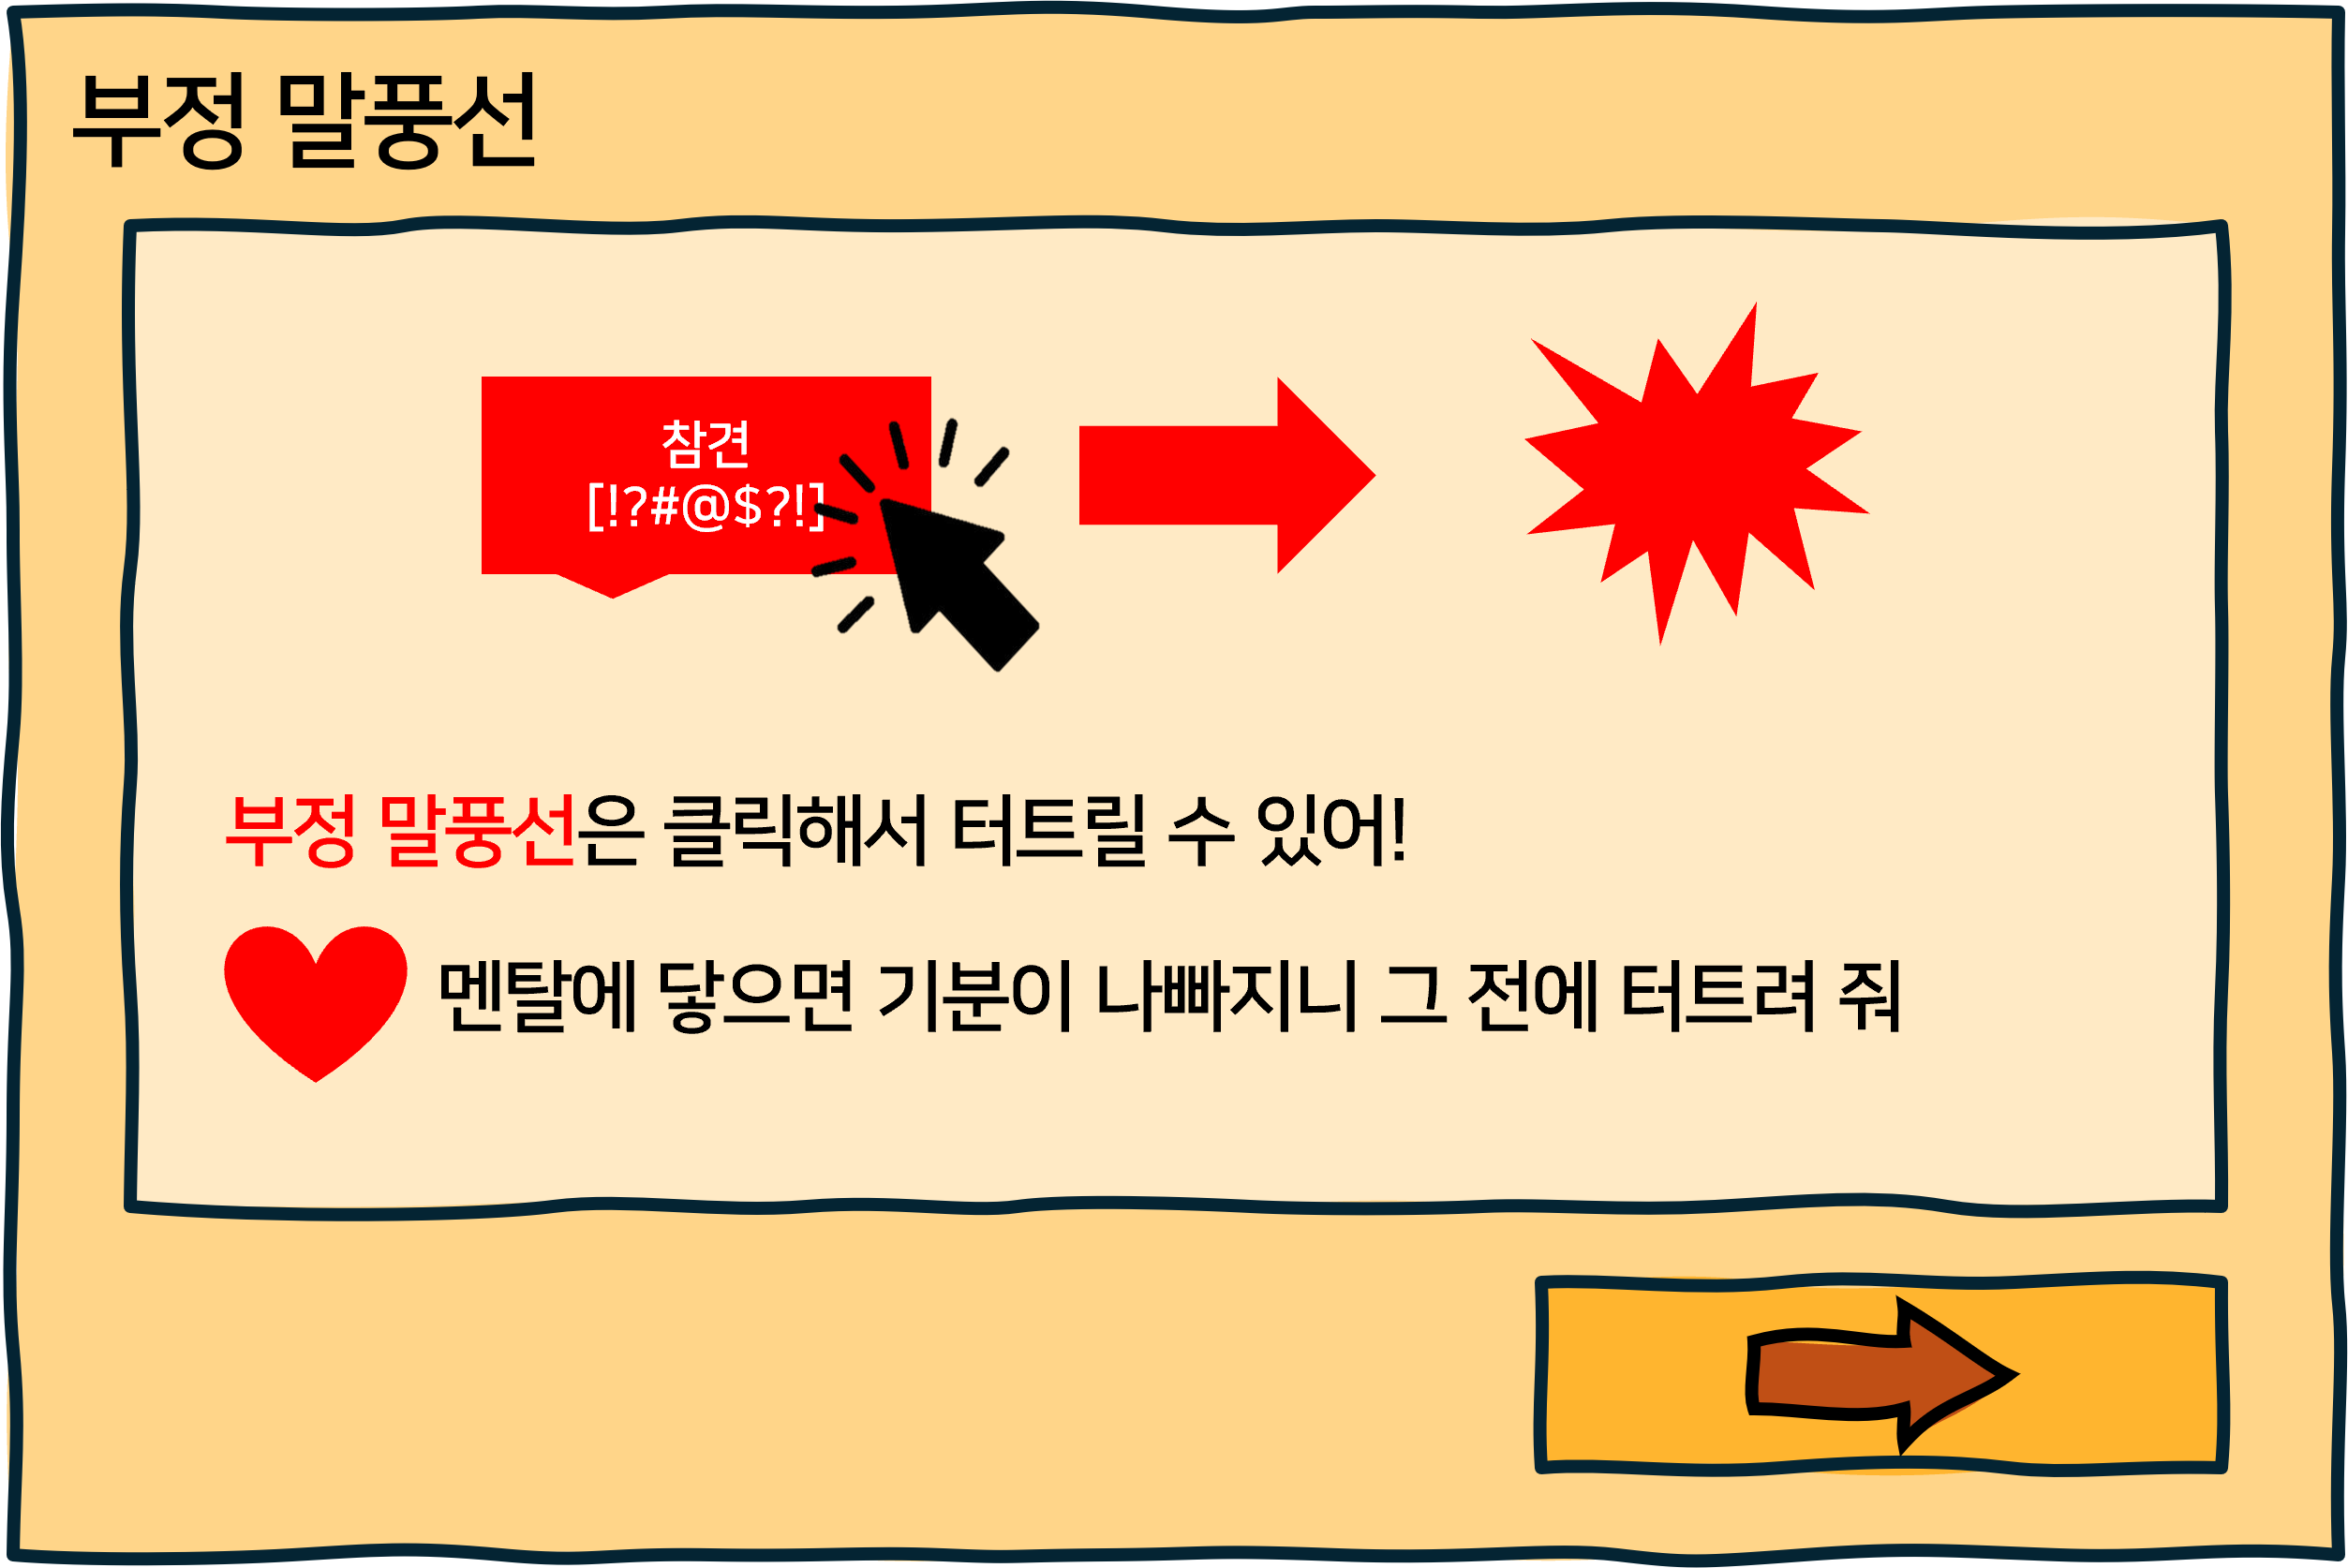 부정 말풍선
참견
[!?#@$?!]
부정 말풍선은 클릭해서 터트릴 수 있어!
멘탈에 닿으면 기분이 나빠지니 그 전에 터트려 줘